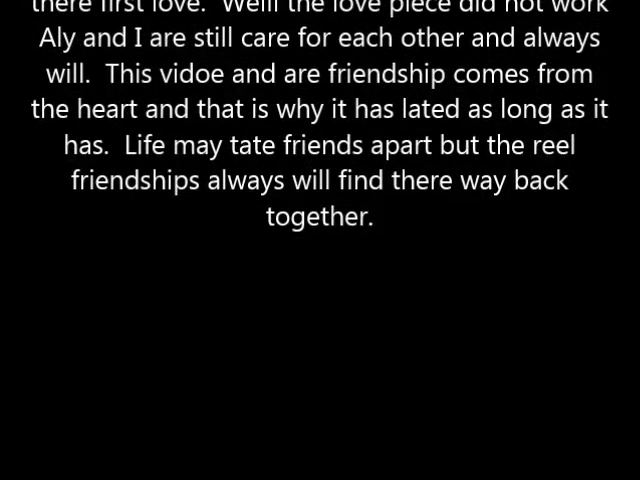 there first love.  Welll the love piece did not work
Aly and I are still care for each other and always
will.  This vidoe and are friendship comes from
the heart and that is why it has lated as long as it
has.  Life may tate friends apart but the reel
friendships always will find there way back
together.